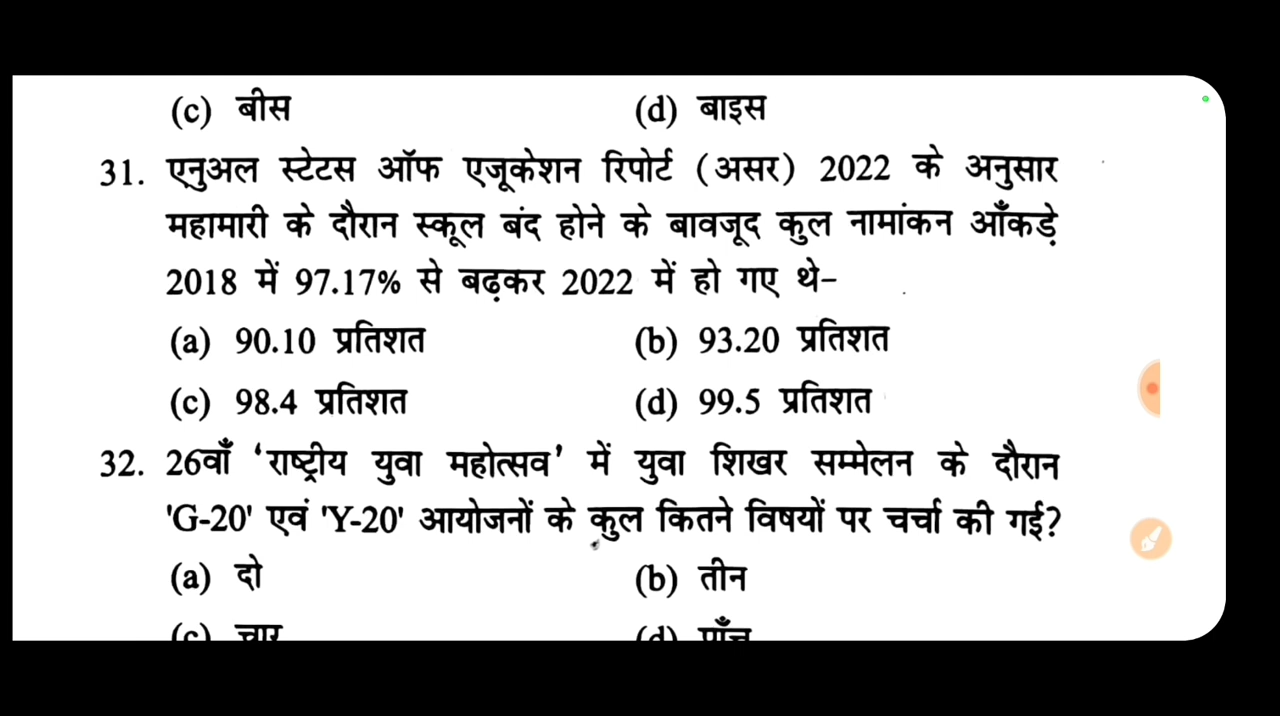 (c) बीस (d) बाइस
31. एनुअल स्टेटस ऑफ एजूकेशन रिपोर्ट (असर) 2022 के अनुसार
महामारी के दौरान स्कूल बंद होने के बावजूद कुल नामांकन आँकड़े
2018 में 97.17% से बढ़कर 2022 में हो गए थे-
(a) 90.10 प्रतिशत (b) 93.20 प्रतिशत
(c) 98.4 प्रतिशत (d) 99.5 प्रतिशत
32. 26वाँ 'राष्ट्रीय युवा महोत्सव' में युवा शिखर सम्मेलन के दौरान
'G-20' एवं 'Y-20' आयोजनों के कुल कितने विषयों पर चर्चा की गई?
(a) दो (b) तीन
(c) चार (d) पाँच